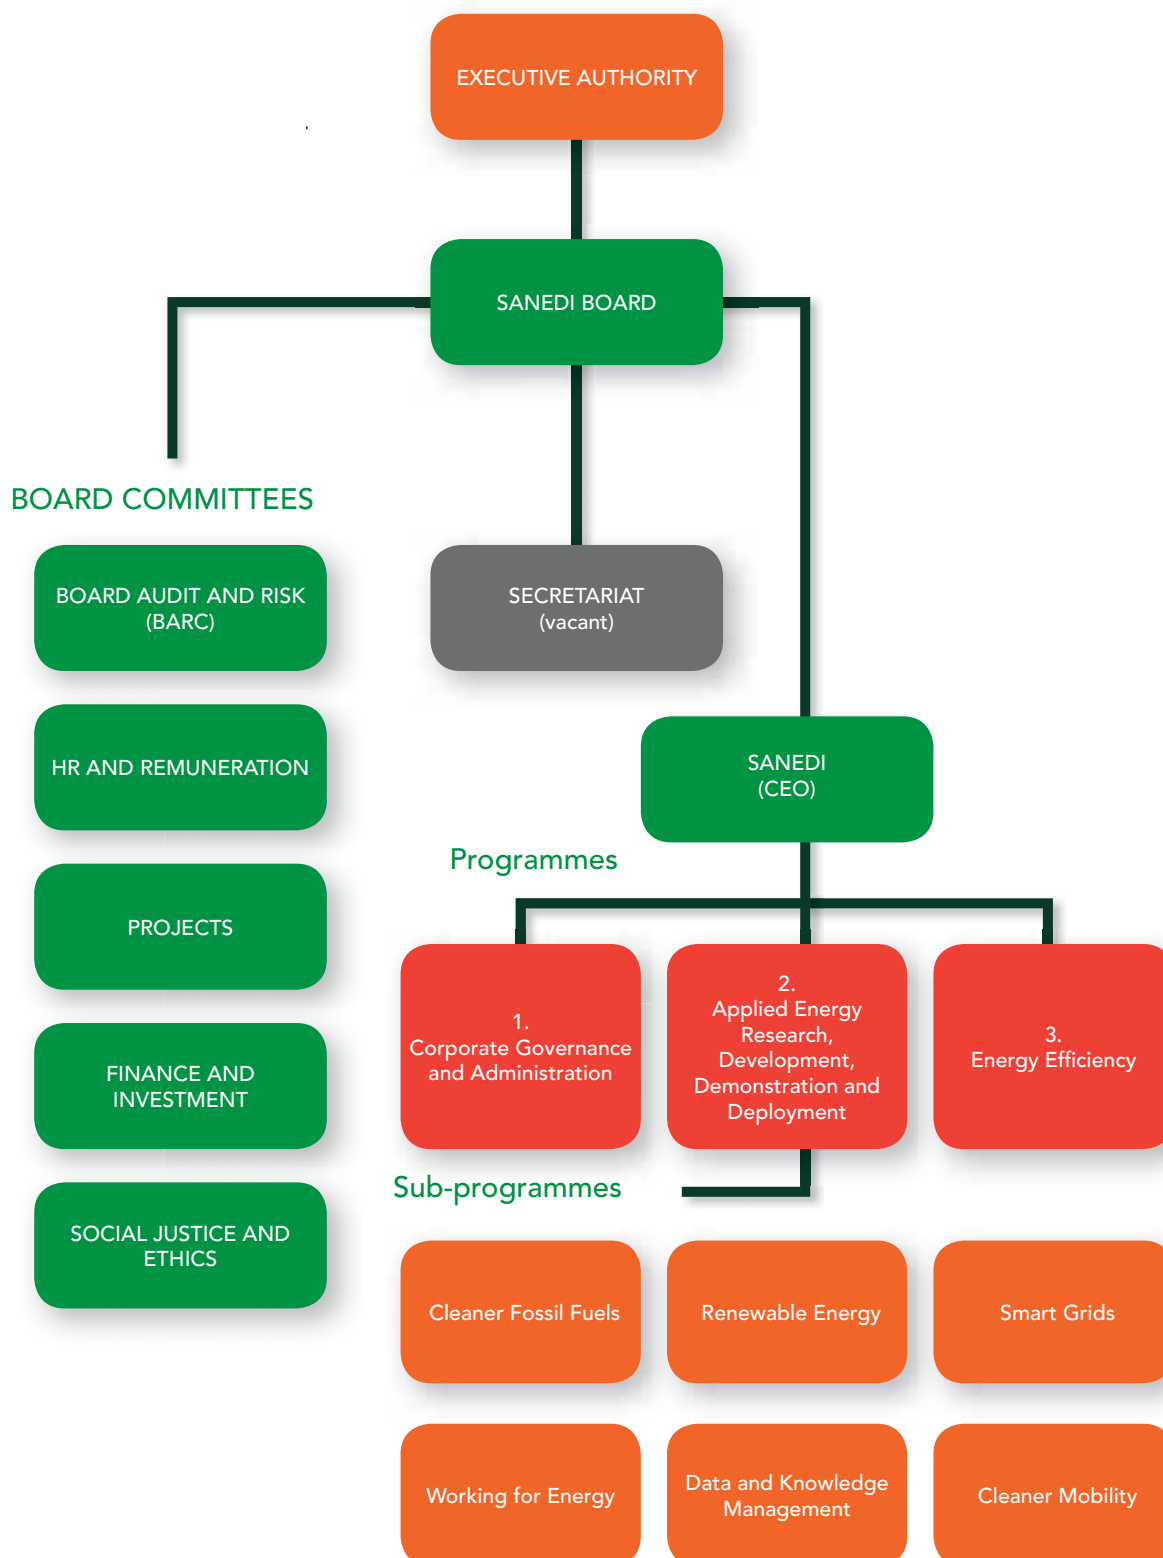 EXECUTIVE AUTHORITY
SANEDI BOARD
BOARD COMMITTEES
BOARD AUDIT AND RISK
(BARC)
HR AND REMUNERATION
PROJECTS
FINANCE AND
INVESTMENT
SOCIAL JUSTICE AND
ETHICS
SECRETARIAT
(vacant)
SANEDI
(CEO)
Programmes
1.
Corporate Governance
and Administration
2.
Applied Energy
Research,
Development,
Demonstration and
Deployment
3.
Energy Efficiency
Sub-programmes
Cleaner Fossil Fuels
Renewable Energy
Smart Grids
Working for Energy
Data and Knowledge
Management
Cleaner Mobility